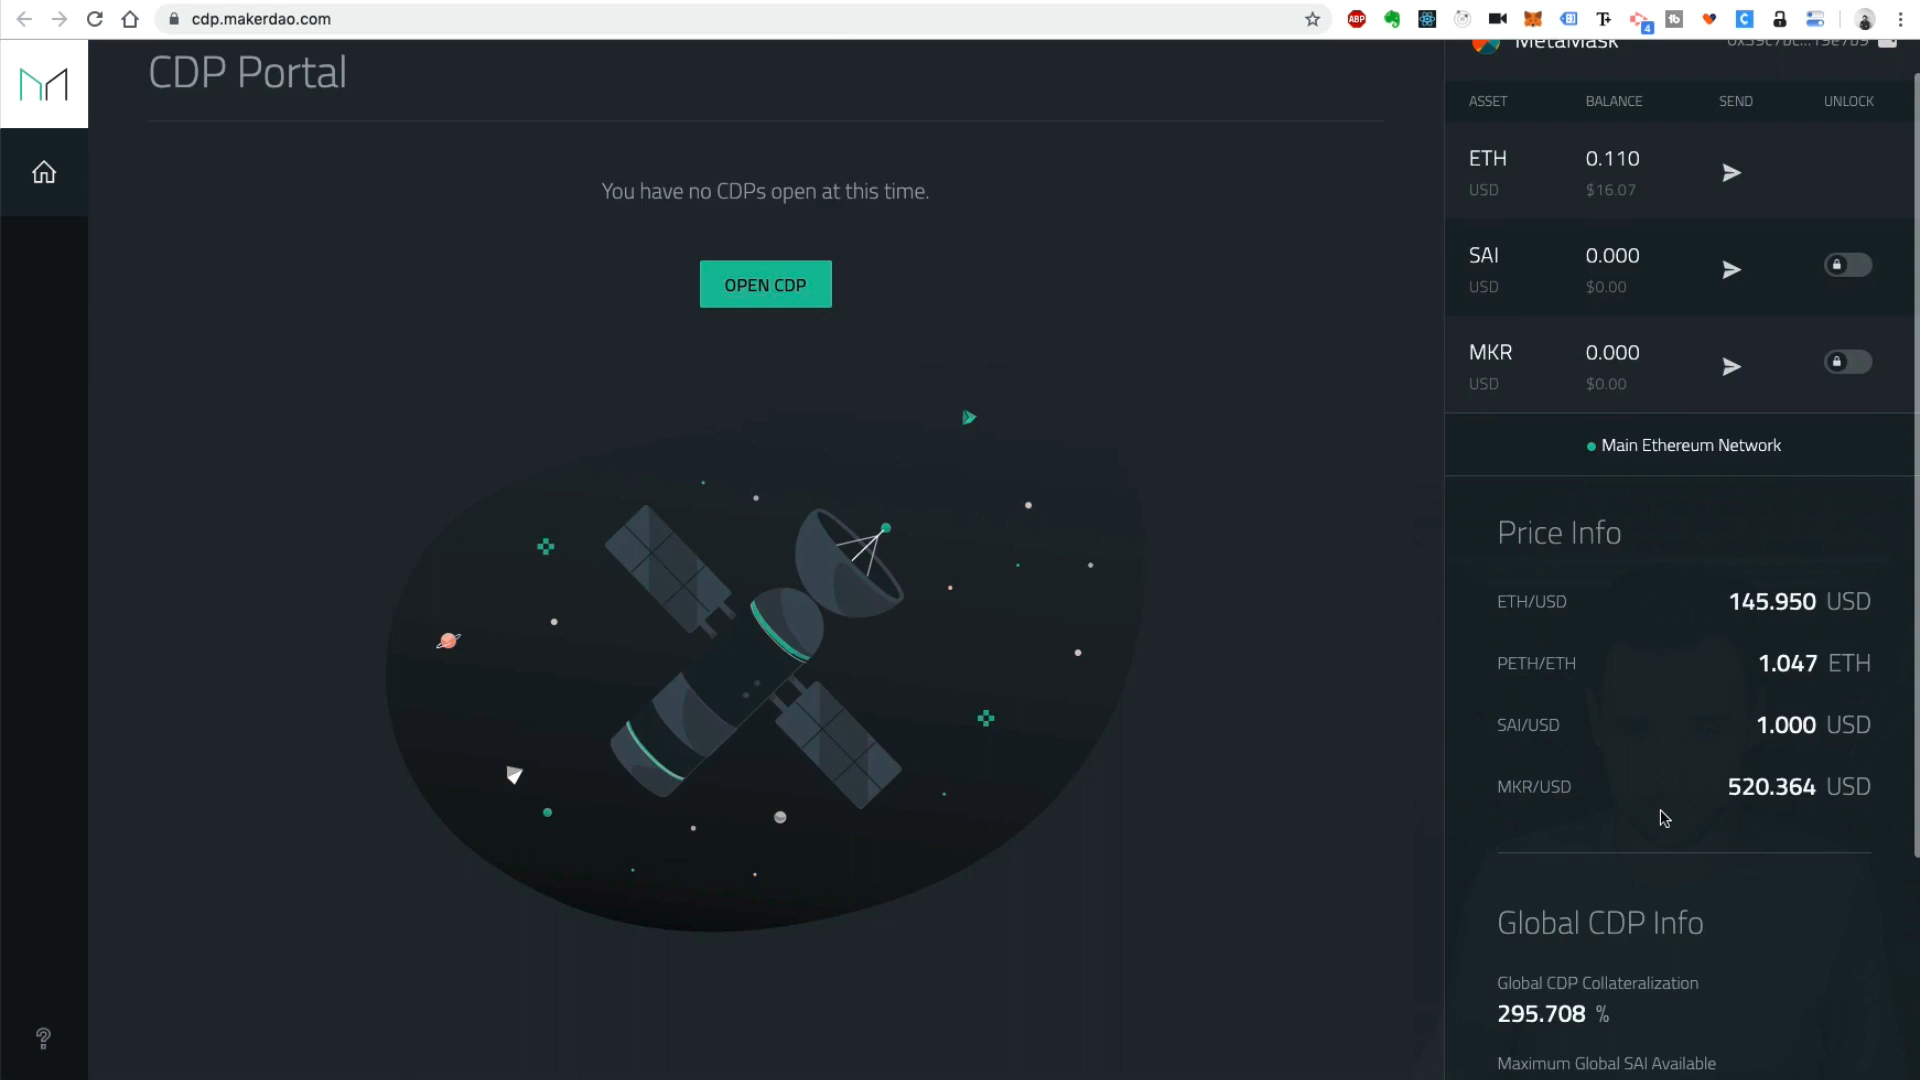 cdp.makerdao.com
ABP
4
CDP Portal
MetaMask
ASSET BALANCE SEND UNLOCK
You have no CDPs open at this time.
OPEN CDP
ETH 0.110
USD $16.07
SAI 0.000
USD $0.00
MKR 0.000
USD $0.00
Main Ethereum Network
Price Info
ETH/USD 145.950 USD
PETH/ETH 1.047 ETH
SAI/USD 1.000 USD
MKR/USD 520.364 USD
Global CDP Info
Global CDP Collateralization
295.708 %
Maximum Global SAI Available